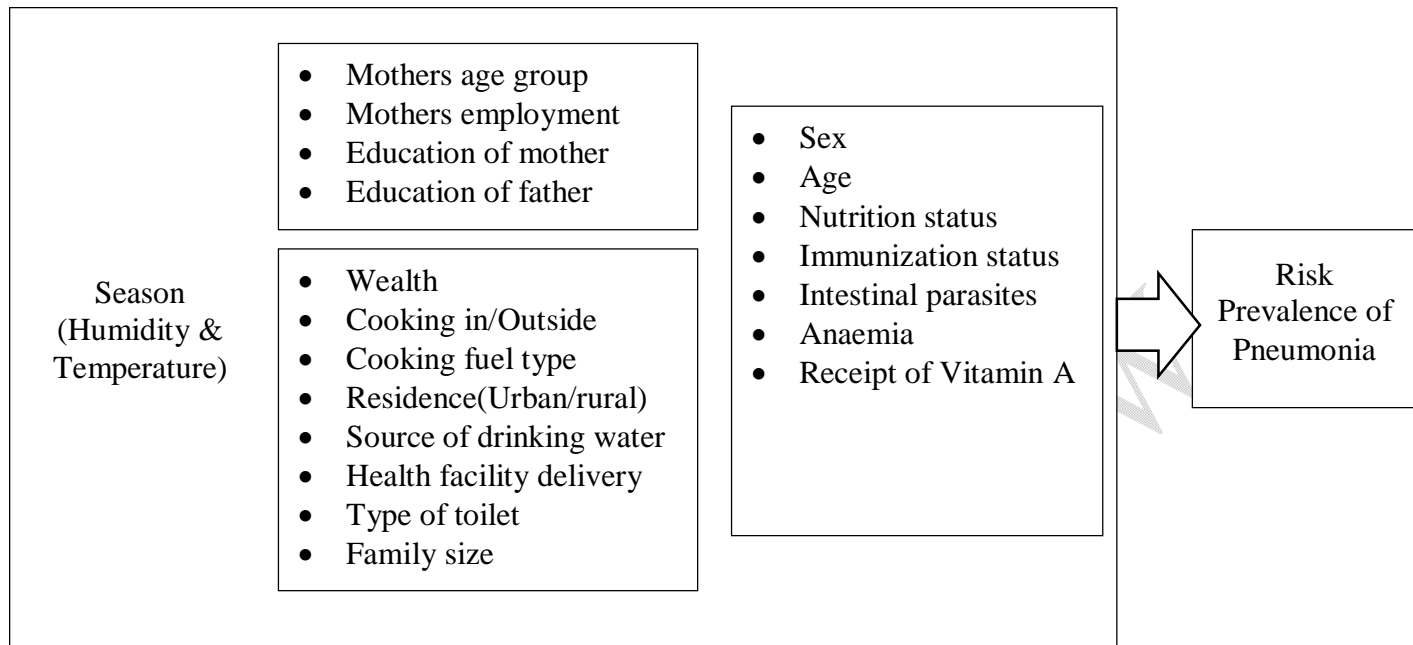 Season
(Humidity &
Temperature)
• Mothers age group
• Mothers employment
• Education of mother
• Education of father
• Wealth
• Cooking in/Outside
• Cooking fuel type
• Residence(Urban/rural)
• Source of drinking water
• Health facility delivery
• Type of toilet
• Family size
• Sex
• Age
• Nutrition status
• Immunization status
• Intestinal parasites
• Anaemia
• Receipt of Vitamin A
Risk
Prevalence of
Pneumonia